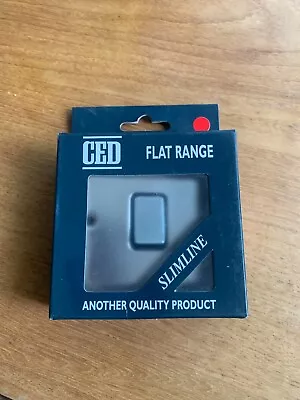 CED
FLAT RANGE
SLIMLINE
ANOTHER QUALITY PRODUCT